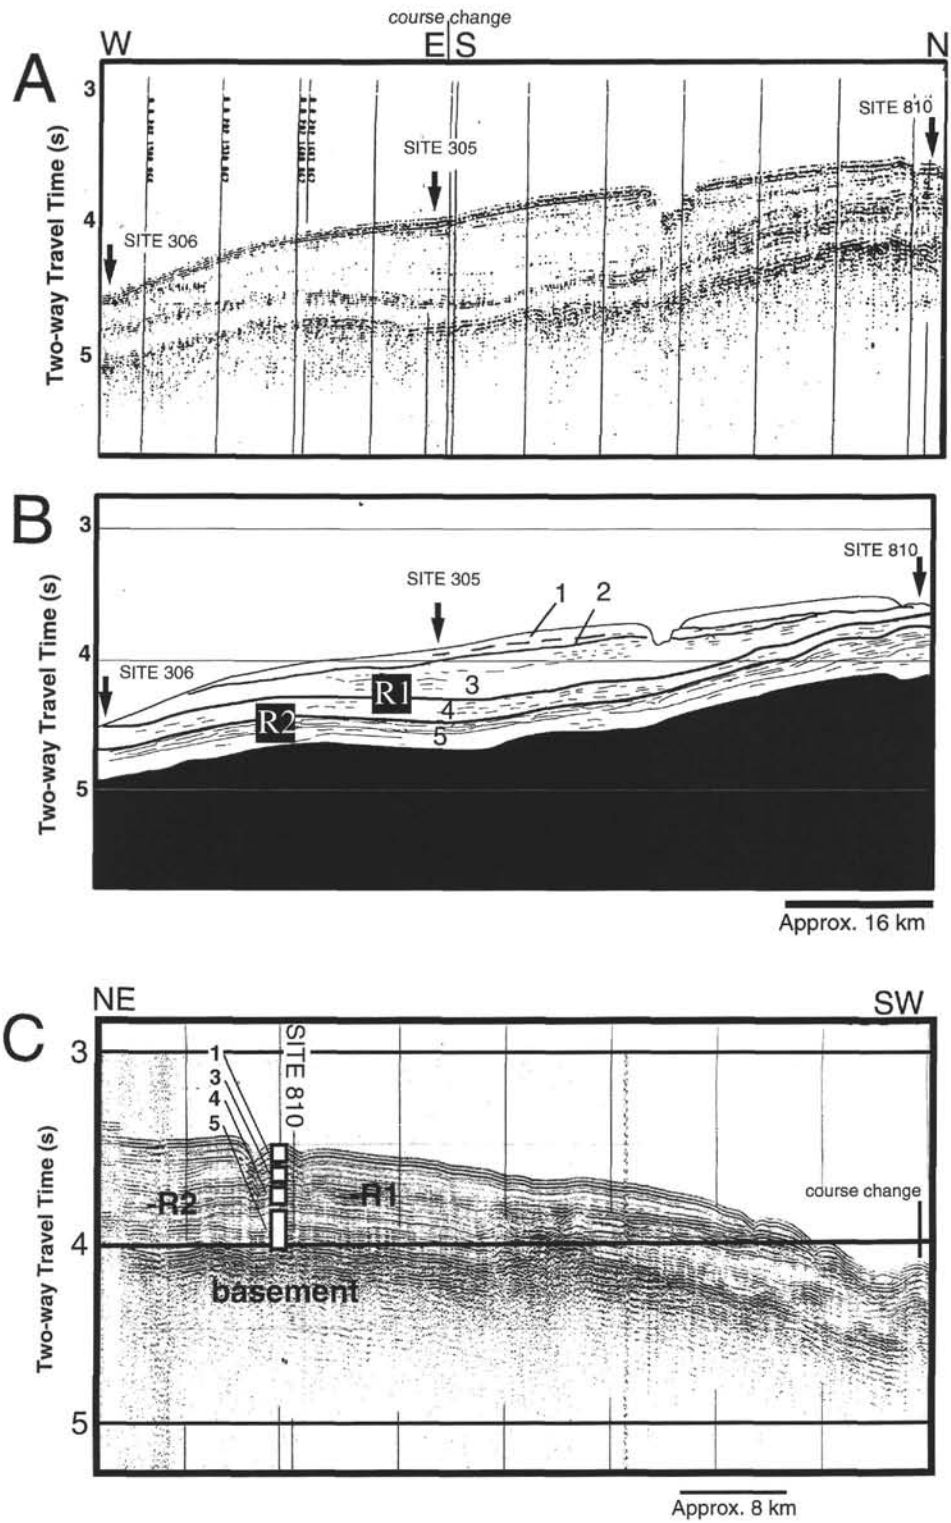 course change
W
E S
N
A
3
SITE 810
SITE 305
4
SITE 306
5
Two-way Travel Time (s)
B
3
SITE 810
SITE 305
1
2
4
SITE 306
R1
3
R2
4
5
5
Two-way Travel Time (s)
Approx. 16 km
NE
SW
C
3
1
3
4
5
SITE 810
-R2
-R1
course change
4
basement
5
Two-way Travel Time (s)
Approx. 8 km